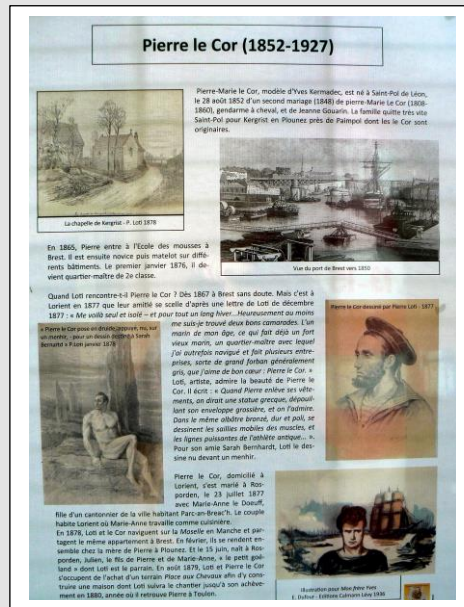 Pierre le Cor (1852-1927)
Pierre-Marie le Cor, modèle d'Yves Kermadec, est né à Saint-Pol de Léon,
le 28 août 1852 d'un second mariage (1848) de pierre-Marie Le Cor (1808-
1860), gendarme à cheval, et de Jeanne Gouarin. La famille quitte très vite
Saint-Pol pour Kergrist en Plounez près de Paimpol dont les le Cor sont
originaires.
La chapelle de Kergrist - P. Loti 1878
Vue du port de Brest vers 1850
En 1865, Pierre entre à l'Ecole des mousses à
Brest. Il est ensuite novice puis matelot sur diffé-
rents bâtiments. Le premier janvier 1876, il de-
vient quartier-maître de 2e classe.
Quand Loti rencontre-t-il Pierre le Cor ? Dès 1867 à Brest sans doute. Mais c'est à
Lorient en 1877 que leur amitié se scelle d'après une lettre de Loti de décembre
1877 : « Me voilà seul et isolé – et pour tout un long hiver...Heureusement au moins
me suis-je trouvé deux bons camarades. L'un
marin de mon âge, ce qui fait déjà un fort
vieux marin, un quartier-maître avec lequel
j'ai autrefois navigué et fait plusieurs entre-
prises, sorte de grand forban généralement
gris, que j'aime de bon cœur : Pierre le Cor. »
Loti, artiste, admire la beauté de Pierre le
Cor. Il écrit : « Quand Pierre enlève ses vête-
ments, on dirait une statue grecque, dépouil-
lant son enveloppe grossière, et on l'admire.
Dans le même albâtre bronzé, dur et poli, se
dessinent les saillies mobiles des muscles, et
les lignes puissantes de l'athlète antique... ».
Pour son amie Sarah Bernhardt, Loti le des-
sine nu devant un menhir.
« Pierre le Cor pose en druide appuyé, nu, sur
un menhir, - pour un dessin destiné à Sarah
Bernhard » P Loti janvier 1878
Pierre le Cor dessiné par Pierre Loti - 1877
Pierre le Cor, domicilié à
Lorient, s'est marié à Ros-
porden, le 23 juillet 1877
avec Marie-Anne le Doeuff,
fille d'un cantonnier de la ville habitant Parc-an-Breac'h. Le couple
habite Lorient où Marie-Anne travaille comme cuisinière.
En 1878, Loti et le Cor naviguent sur la Moselle en Manche et par-
tagent le même appartement à Brest. En février, ils se rendent en-
semble chez la mère de Pierre à Plounez. Et le 15 juin, naît à Ros-
porden, Julien, le fils de Pierre et de Marie-Anne, « le petit goé-
land » dont Loti est le parrain. En août 1879, Loti et Pierre le Cor
s'occupent de l'achat d'un terrain Place aux Chevaux afin d'y cons-
truire une maison dont Loti suivra le chantier jusqu'à son achève-
ment en 1880, année où il retrouve Pierre à Toulon.
Illustration pour Mon frère Yves
E. Dufour - Editions Calmann Lévy 1936